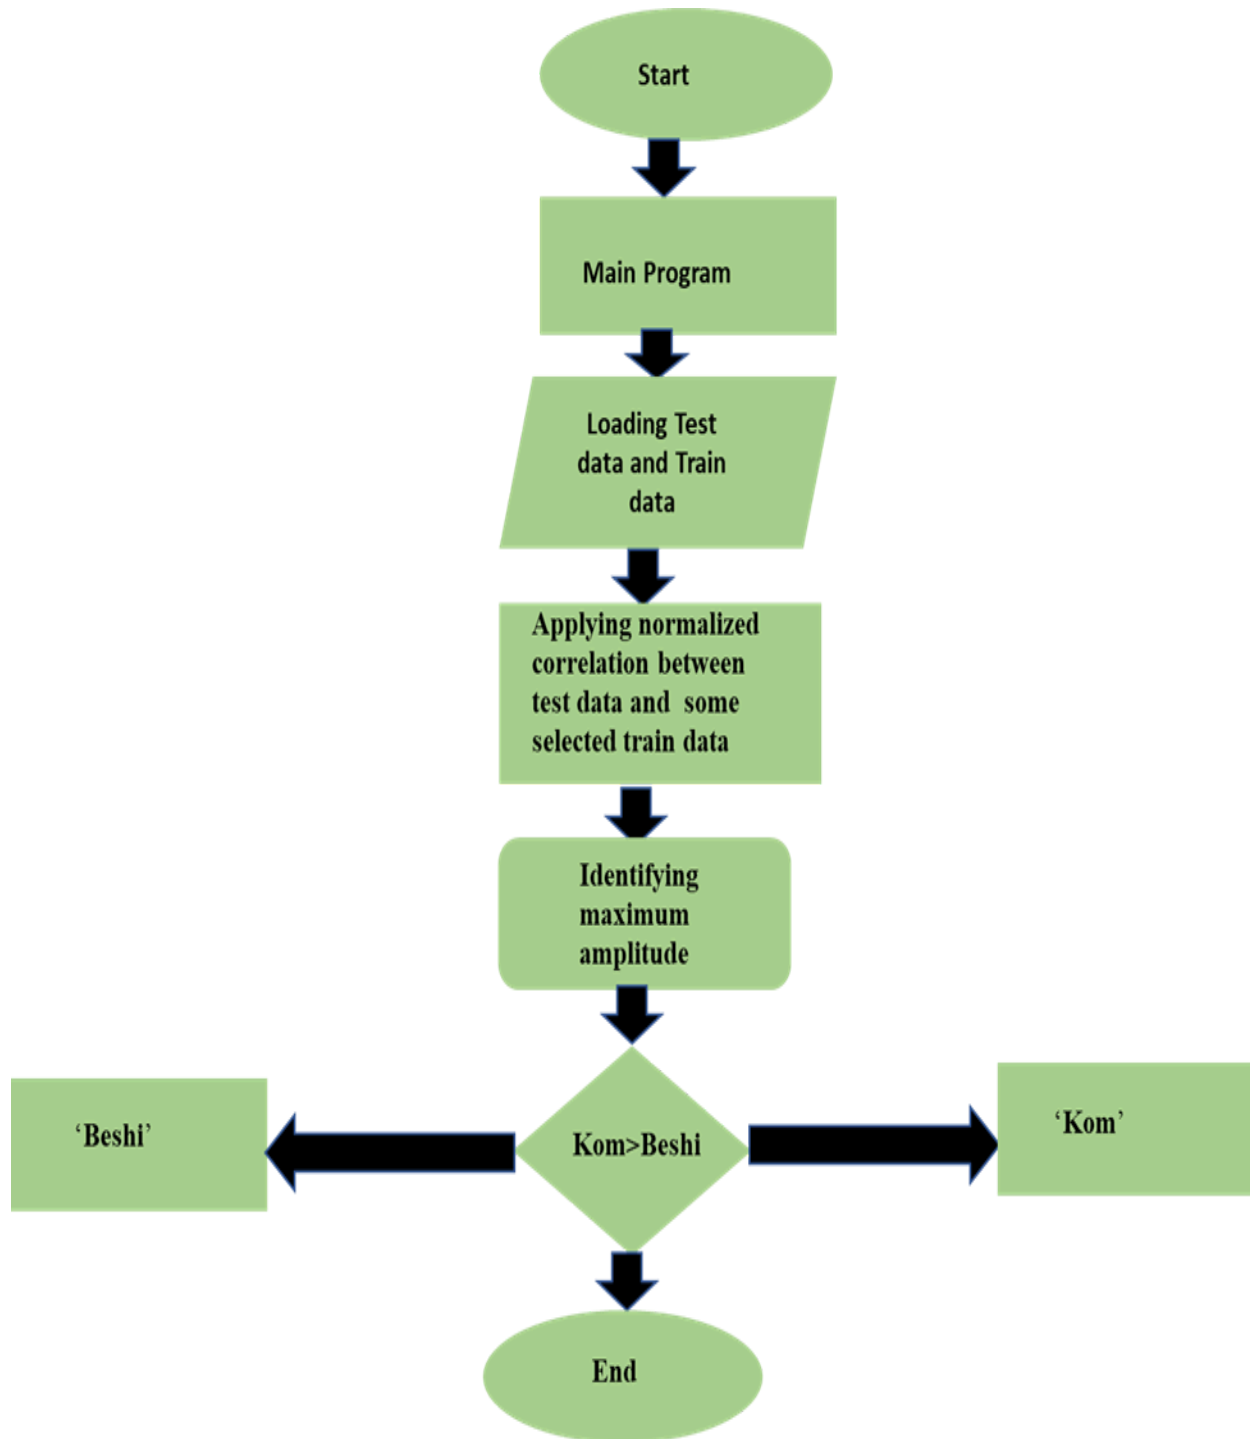 Start
Main Program
Loading Test
data and Train
data
Applying normalized
correlation between
test data and some
selected train data
Identifying
maximum
amplitude
‘Beshi’
Kom>Beshi
‘Kom’
End